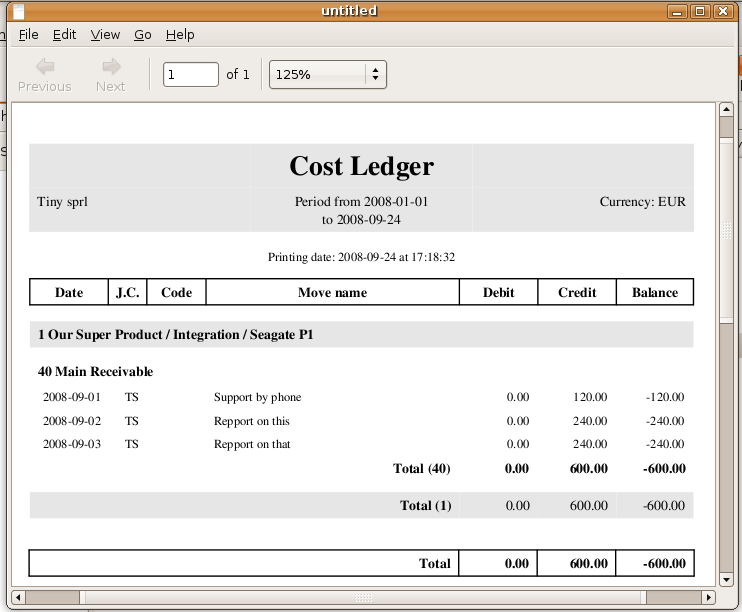 untitled
File Edit View Go Help
Previous Next 1 of 1 125%
Cost Ledger
Tiny sprl Period from 2008-01-01 Currency: EUR
to 2008-09-24
Printing date: 2008-09-24 at 17:18:32
Date J.C. Code Move name Debit Credit Balance
1 Our Super Product / Integration / Seagate P1
40 Main Receivable
2008-09-01 TS Support by phone 0.00 120.00 -120.00
2008-09-02 TS Repport on this 0.00 240.00 -240.00
2008-09-03 TS Repport on that 0.00 240.00 -240.00
Total (40) 0.00 600.00 -600.00
Total (1) 0.00 600.00 -600.00
Total 0.00 600.00 -600.00